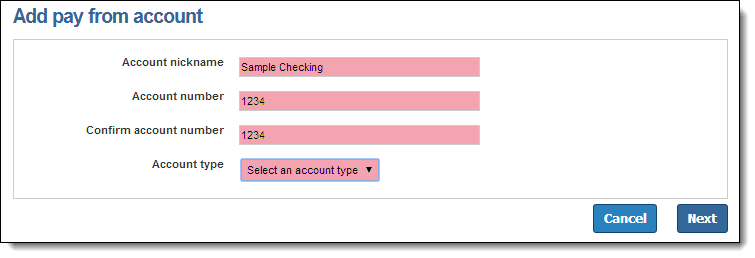 Add pay from account
Account nickname Sample Checking
Account number 1234
Confirm account number 1234
Account type Select an account type
Cancel Next